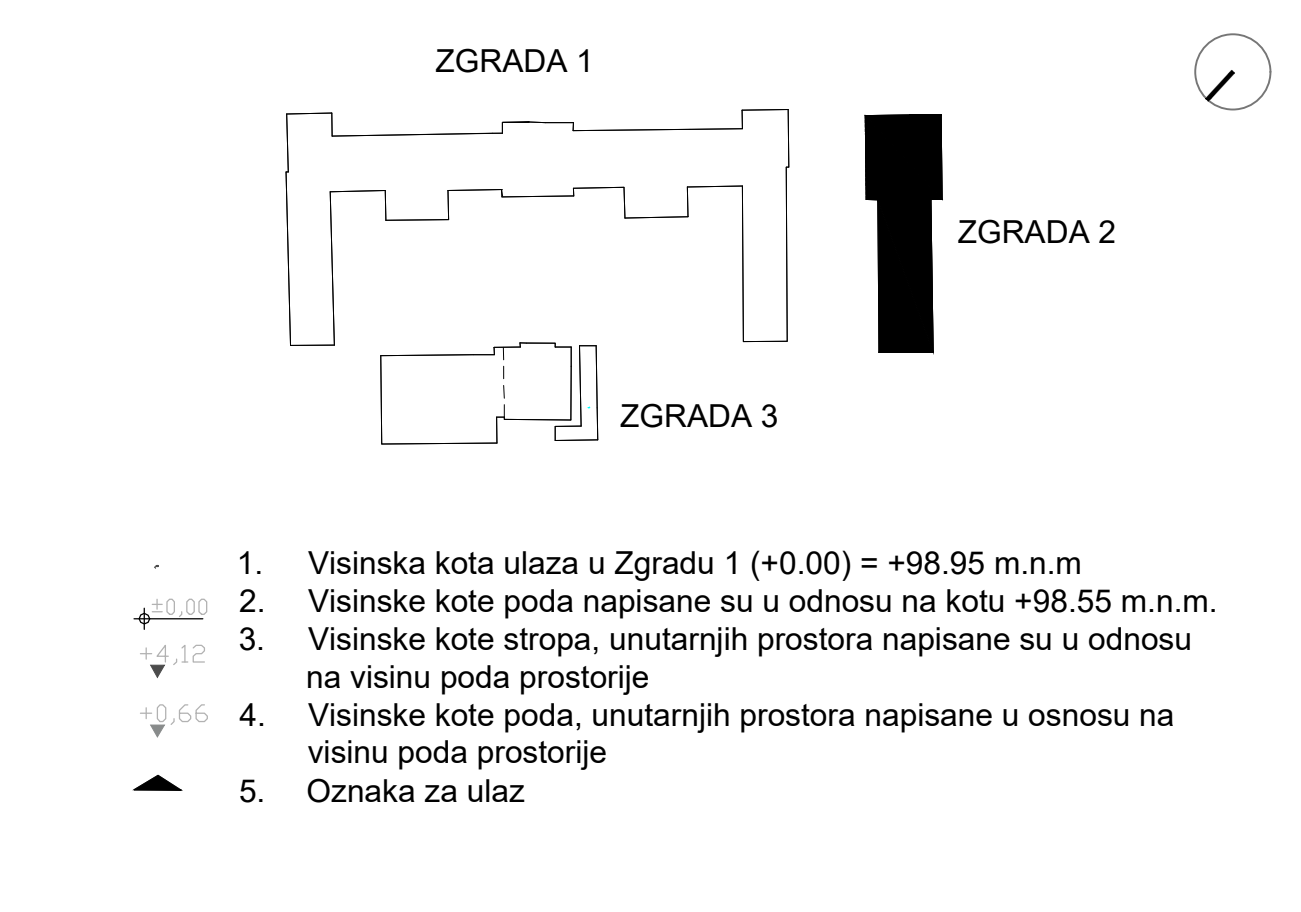 ZGRADA 1
ZGRADA 2
ZGRADA 3
1. Visinska kota ulaza u Zgradu 1 (+0.00) = +98.95 m.n.m
±0,00 2. Visinske kote poda napisane su u odnosu na kotu +98.55 m.n.m.
+4,12 3. Visinske kote stropa, unutarnjih prostora napisane su u odnosu
na visinu poda prostorije
+0,66 4. Visinske kote poda, unutarnjih prostora napisane u osnosu na
visinu poda prostorije
5. Oznaka za ulaz